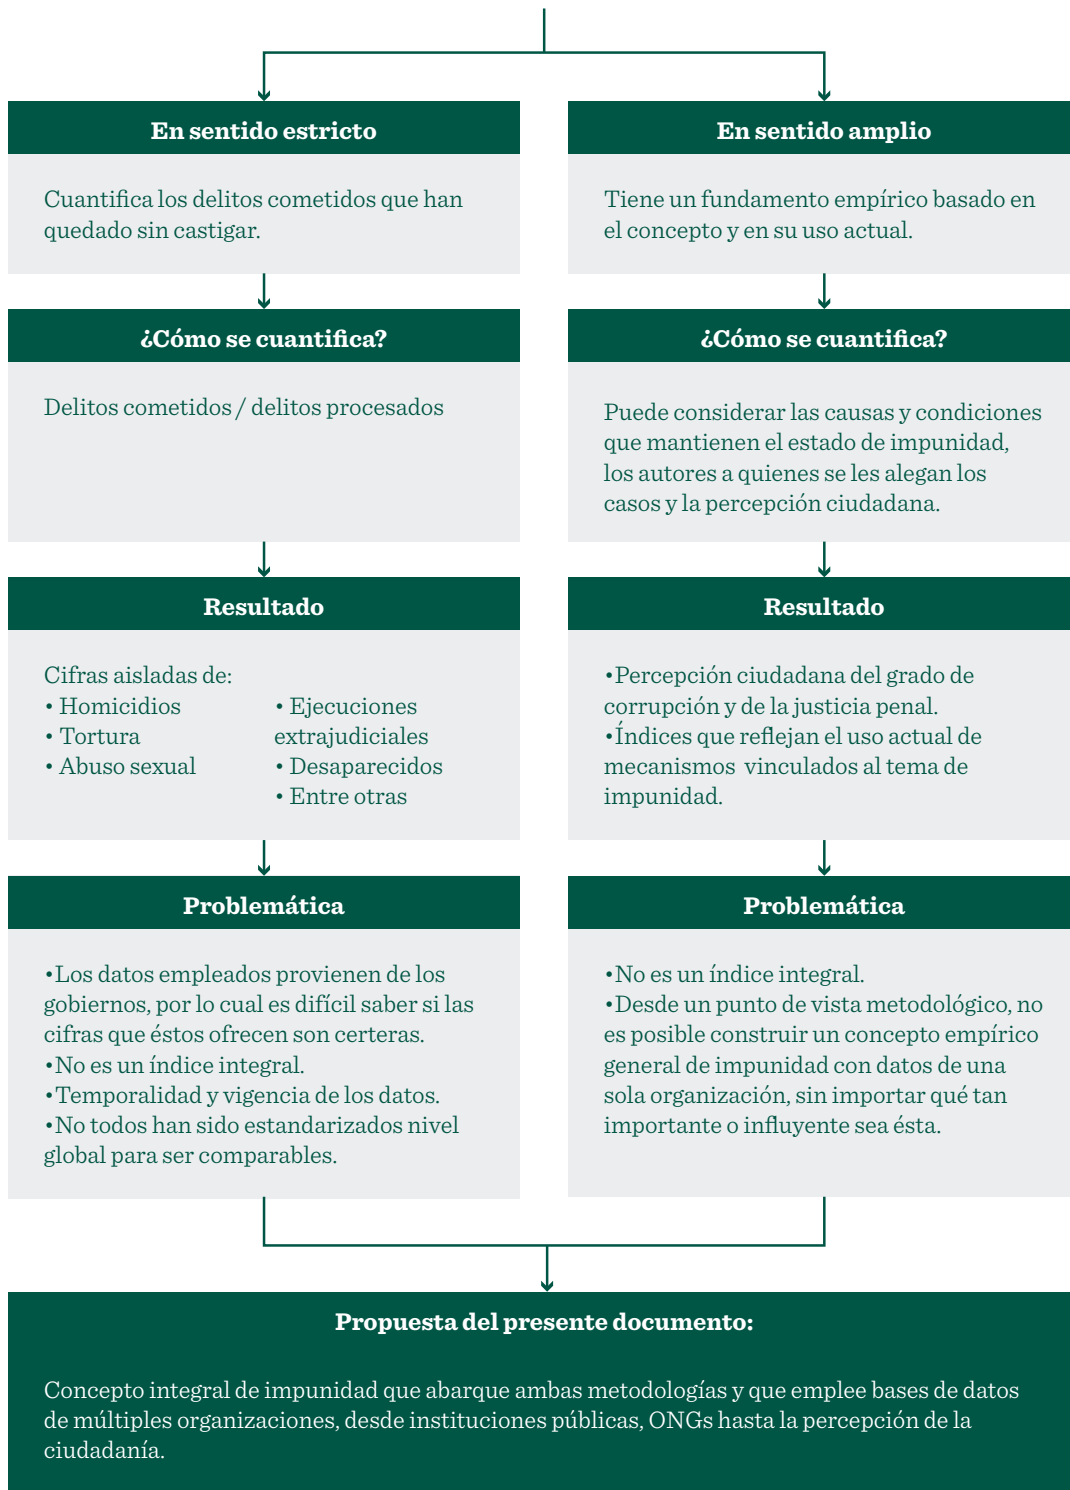 En sentido estricto
Cuantifica los delitos cometidos que han
quedado sin castigar.
¿Cómo se cuantifica?
Delitos cometidos / delitos procesados
Resultado
Cifras aisladas de:
• Homicidios
• Tortura
• Abuso sexual
• Ejecuciones
extrajudiciales
• Desaparecidos
• Entre otras
Problemática
•Los datos empleados provienen de los
gobiernos, por lo cual es difícil saber si las
cifras que éstos ofrecen son certeras.
•No es un índice integral.
•Temporalidad y vigencia de los datos.
•No todos han sido estandarizados nivel
global para ser comparables.
En sentido amplio
Tiene un fundamento empírico basado en
el concepto y en su uso actual.
¿Cómo se cuantifica?
Puede considerar las causas y condiciones
que mantienen el estado de impunidad,
los autores a quienes se les alegan los
casos y la percepción ciudadana.
Resultado
•Percepción ciudadana del grado de
corrupción y de la justicia penal.
•Índices que reflejan el uso actual de
mecanismos vinculados al tema de
impunidad.
Problemática
•No es un índice integral.
•Desde un punto de vista metodológico, no
es posible construir un concepto empírico
general de impunidad con datos de una
sola organización, sin importar qué tan
importante o influyente sea ésta.
Propuesta del presente documento:
Concepto integral de impunidad que abarque ambas metodologías y que emplee bases de datos
de múltiples organizaciones, desde instituciones públicas, ONGs hasta la percepción de la
ciudadanía.